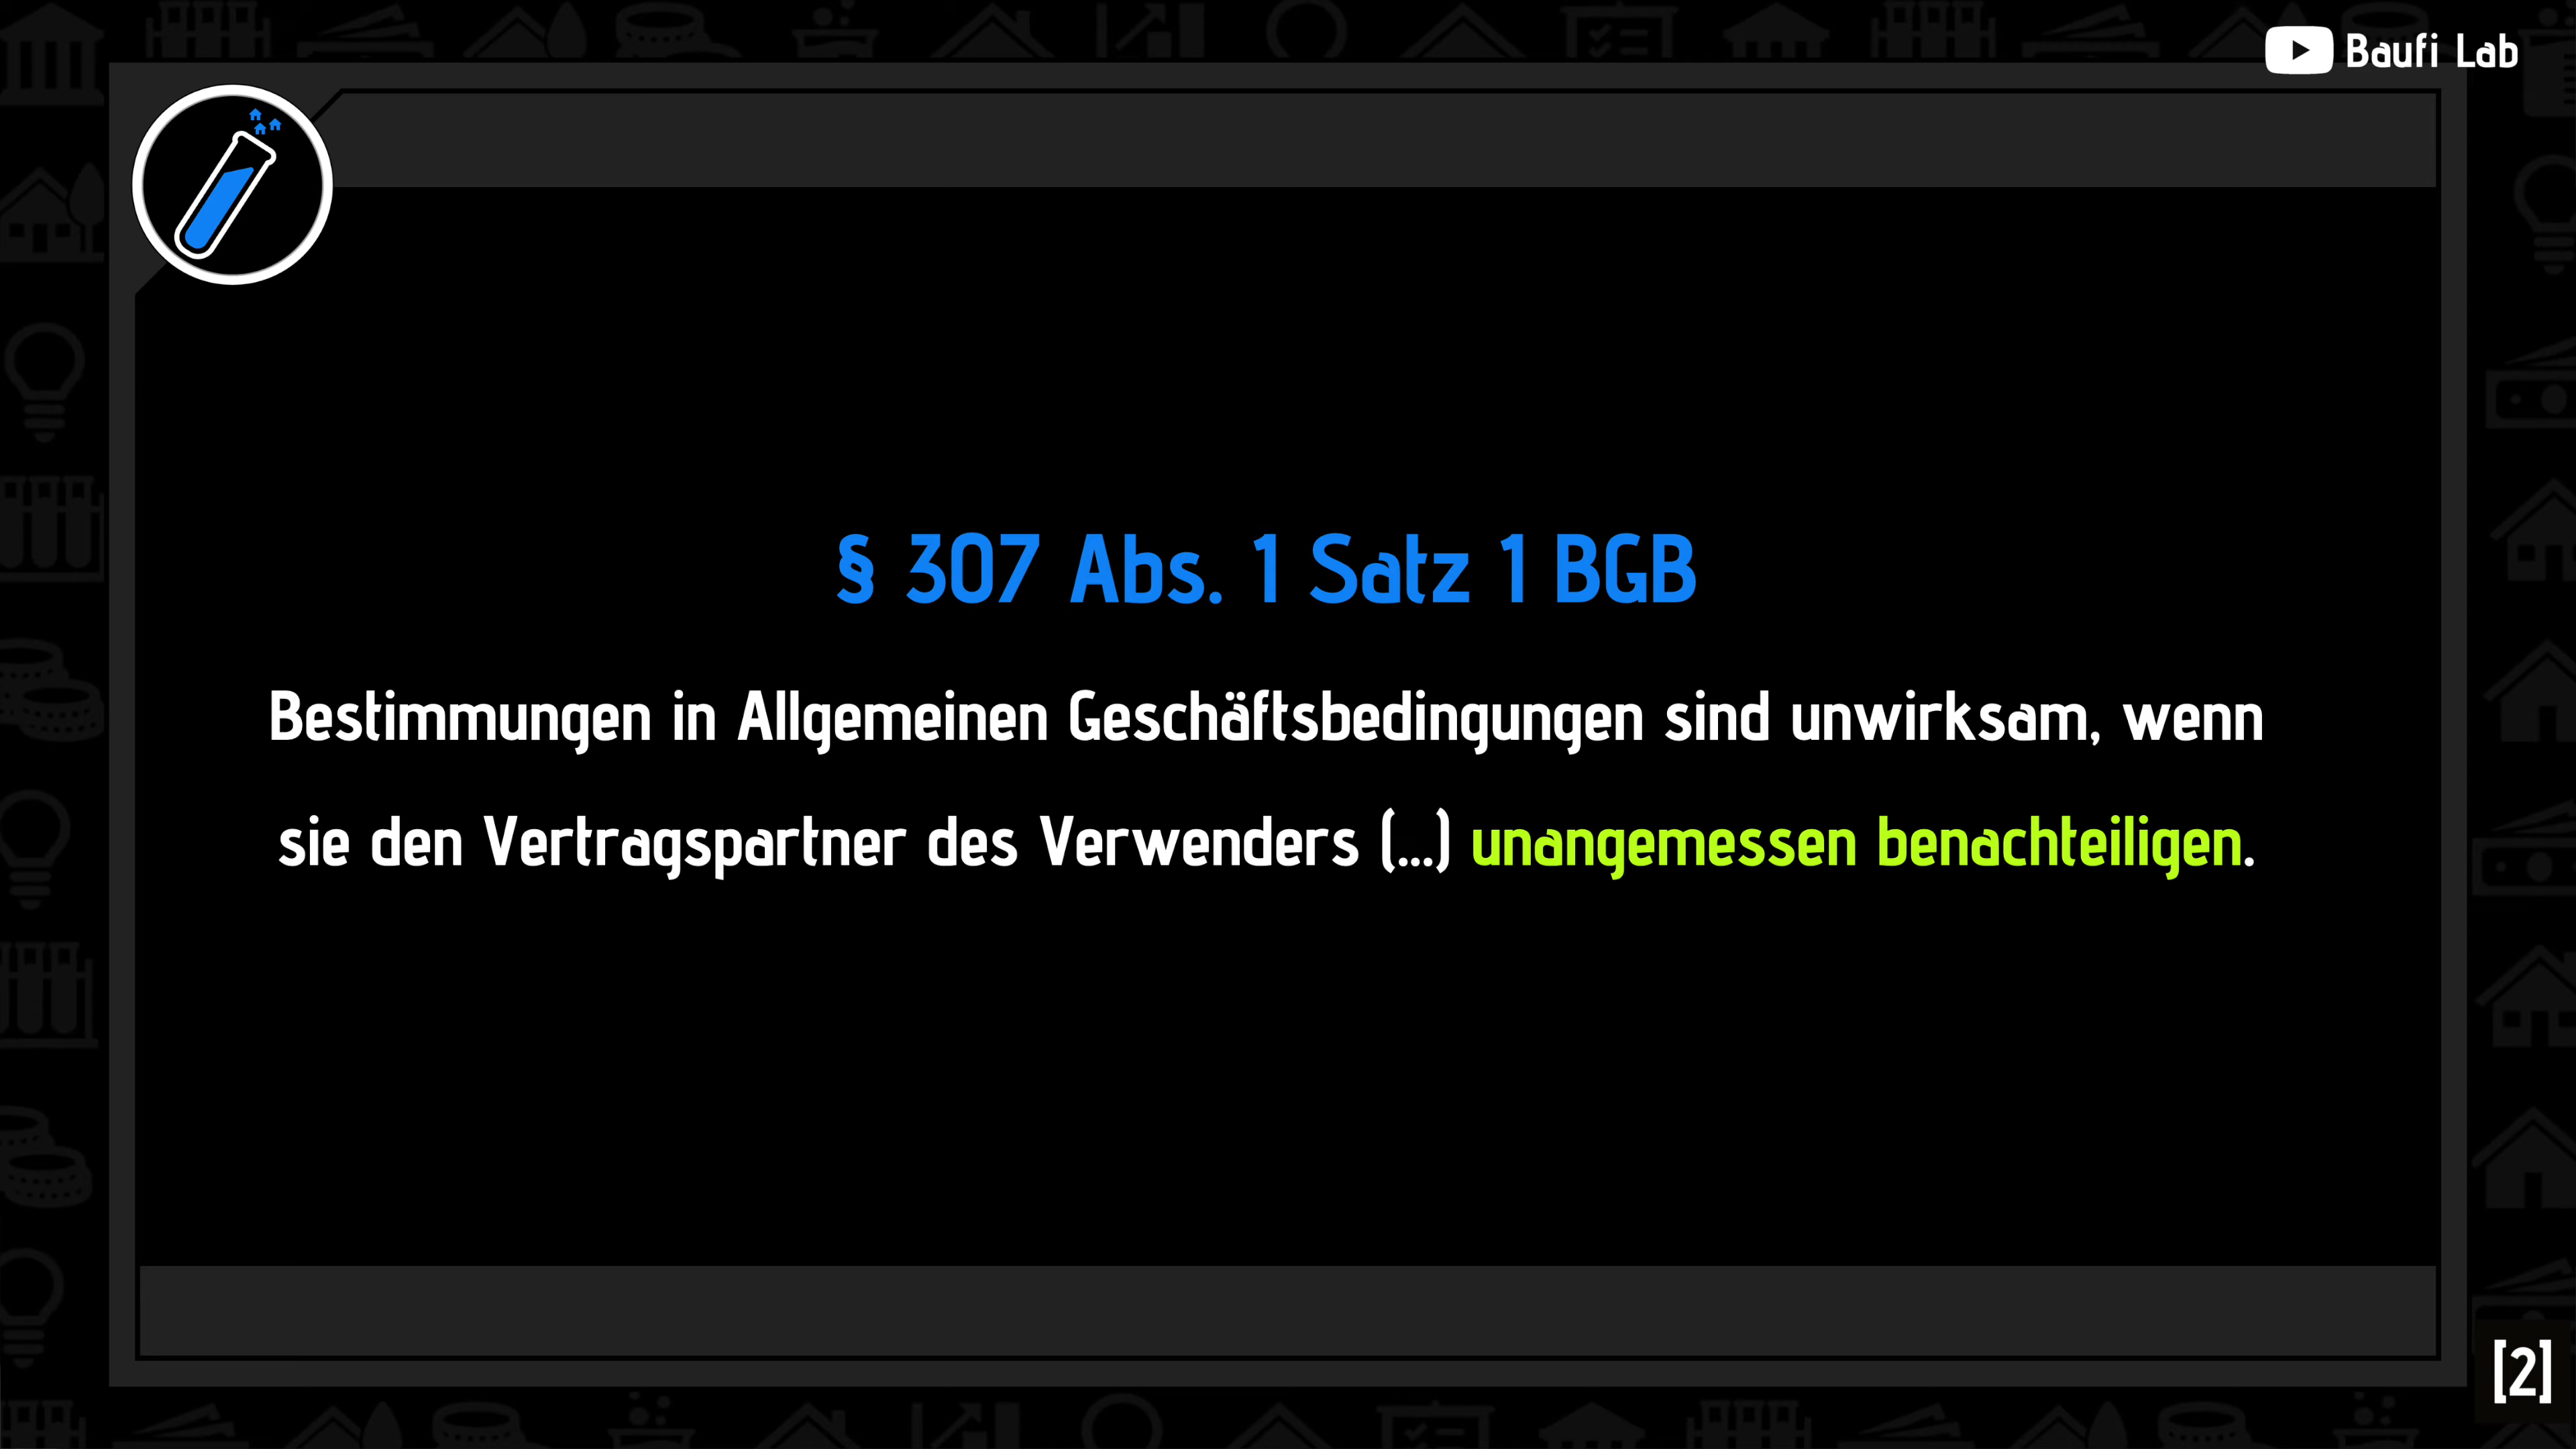 Baufi Lab
§ 307 Abs. 1 Satz 1 BGB
Bestimmungen in Allgemeinen Geschäftsbedingungen sind unwirksam, wenn
sie den Vertragspartner des Verwenders (...) unangemessen benachteiligen.
[2]